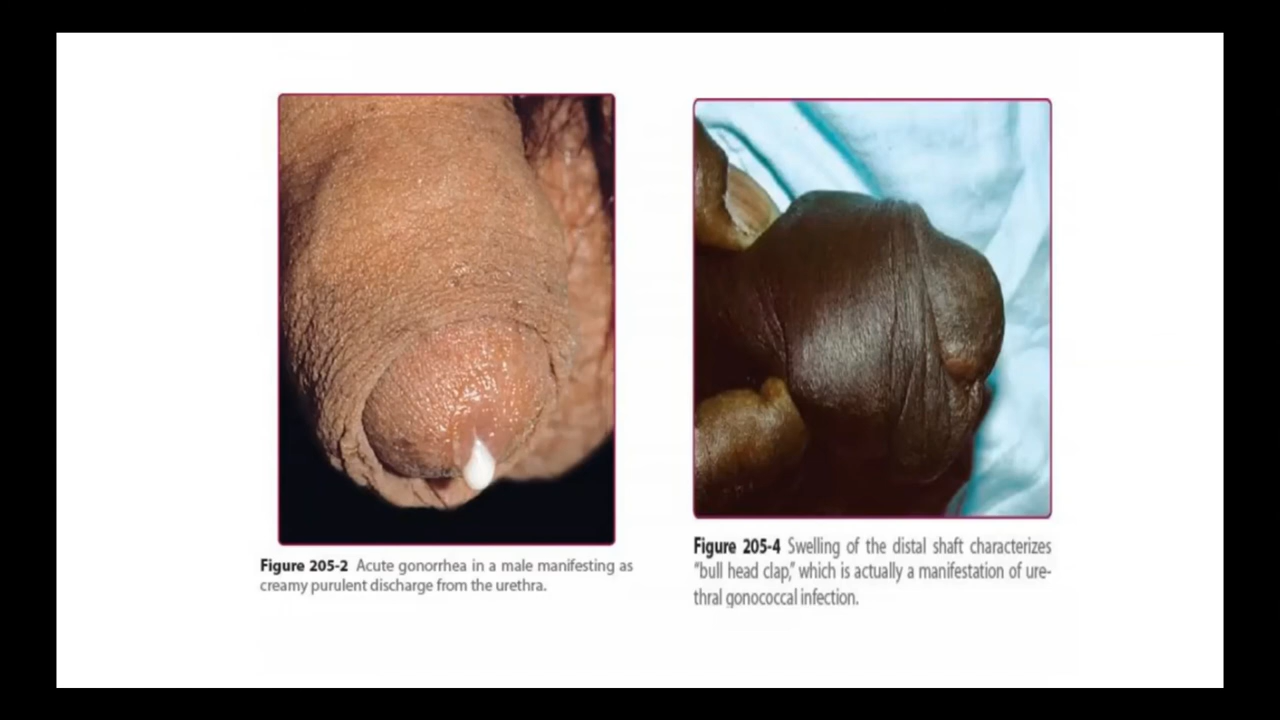 Figure 205-2 Acute gonorrhea in a male manifesting as
creamy purulent discharge from the urethra.
Figure 205-4 Swelling of the distal shaft characterizes
"bull head clap," which is actually a manifestation of ure-
thral gonococcal infection.